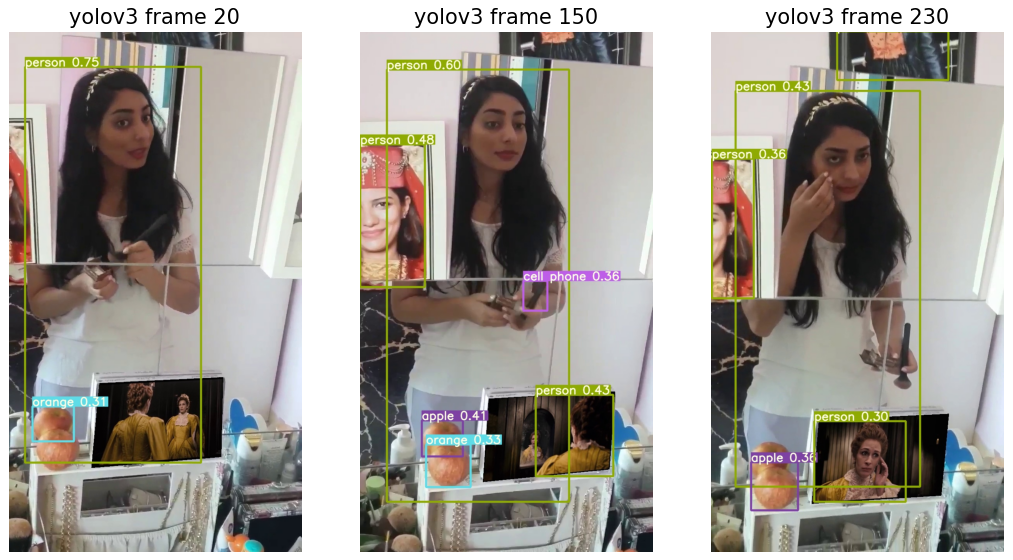 yolov3 frame 20
yolov3 frame 150
yolov3 frame 230
person 0.75
orange 0.31
person 0.60
person 0.48
cell phone 0.36
person 0.43
apple 0.41
orange 0.33
person 0.43
person 0.36
person 0.30
apple 0.36